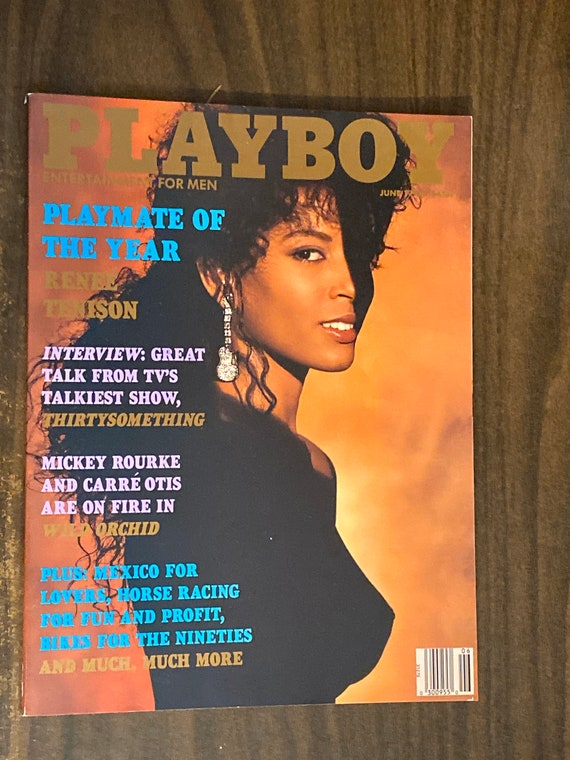 PLAYBOY
ENTERTAINMENT FOR MEN
JUNE
PLAYMATE OF
THE YEAR
RENEE
TENISON
INTERVIEW: GREAT
TALK FROM TV'S
TALKIEST SHOW,
THIRTYSOMETHING
MICKEY ROURKE
AND CARRÉ OTIS
ARE ON FIRE IN
WILD ORCHID
PLUS: MEXICO FOR
LOVERS, HORSE RACING
FOR FUN AND PROFIT,
BIKES FOR THE NINETIES
AND MUCH, MUCH MORE
06